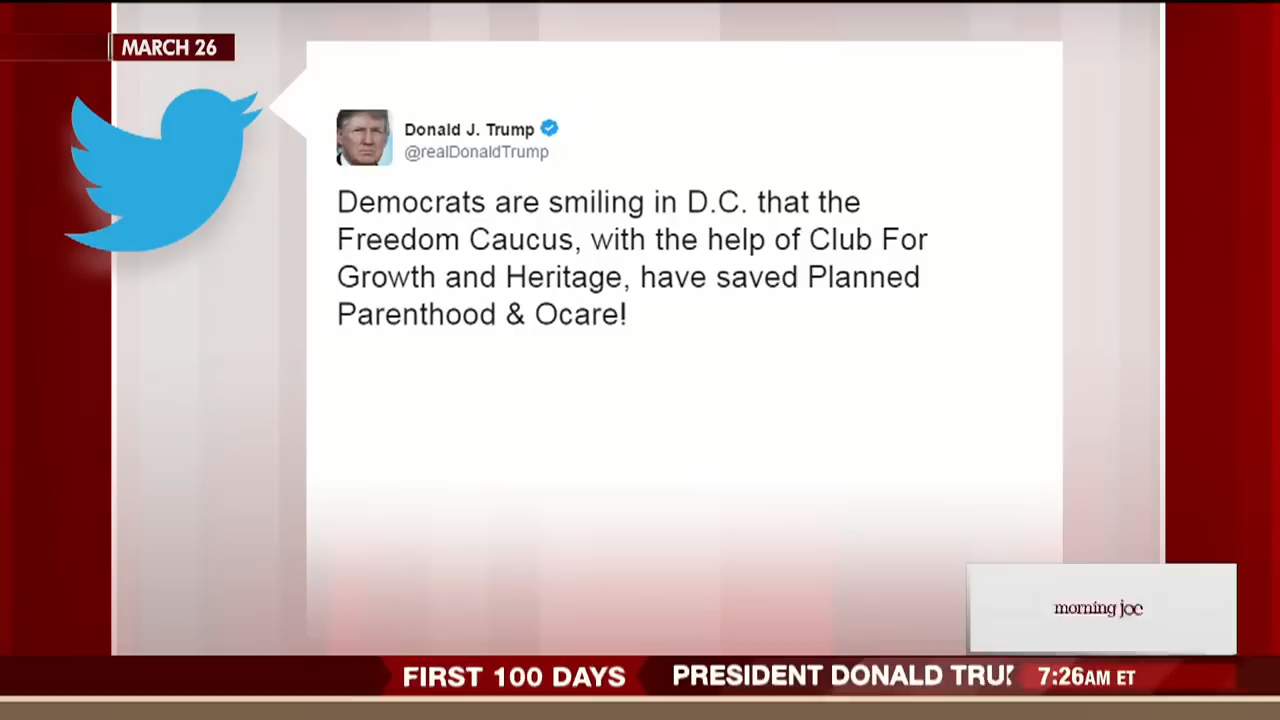 MARCH 26
Donald J. Trump
@realDonaldTrump
Democrats are smiling in D.C. that the
Freedom Caucus, with the help of Club For
Growth and Heritage, have saved Planned
Parenthood & Ocare!
morning joe
FIRST 100 DAYS PRESIDENT DONALD 7:26AM ET